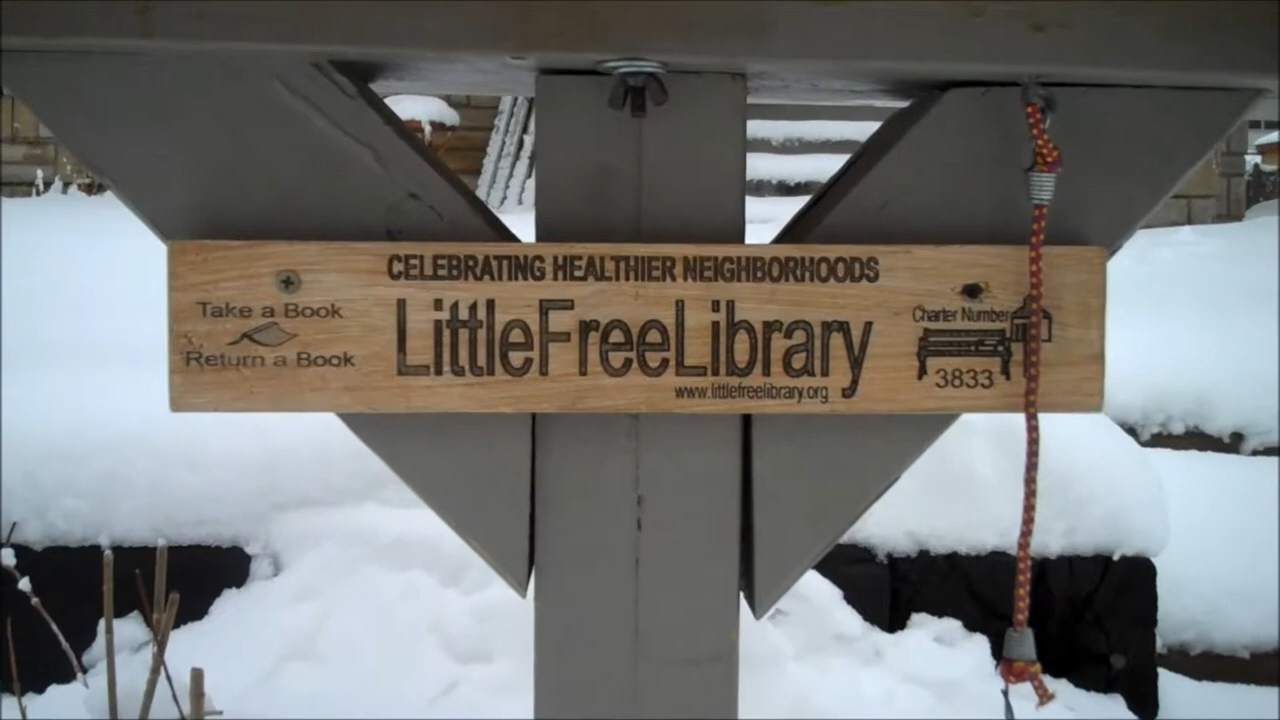 CELEBRATING HEALTHIER NEIGHBORHOODS
Take a Book
Return a Book
LittleFreeLibrary
www.littlefreelibrary.org
Charter Number
3833